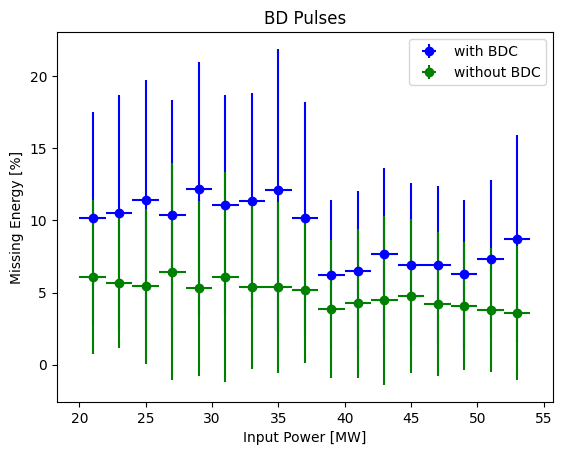 BD Pulses
with BDC
without BDC
Missing Energy [%]
20
15
10
5
0
20 25 30 35 40 45 50 55
Input Power [MW]